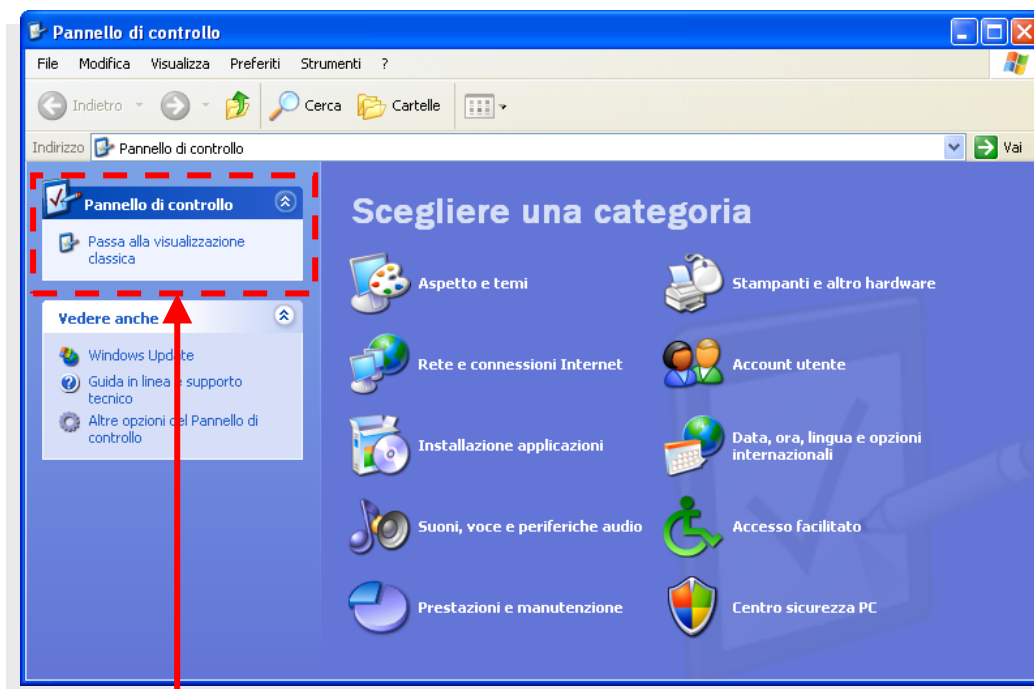 Pannello di controllo
File Modifica Visualizza Preferiti Strumenti ?
Indietro Cerca Cartelle
Indirizzo Pannello di controllo Vai
Pannello di controllo
Passa alla visualizzazione
classica
Vedere anche
Windows Update
Guida in linea e supporto
tecnico
Altre opzioni del Pannello di
controllo
Scegliere una categoria
Aspetto e temi
Stampanti e altro hardware
Rete e connessioni Internet
Account utente
Installazione applicazioni
Data, ora, lingua e opzioni
internazionali
Suoni, voce e periferiche audio
Accesso facilitato
Prestazioni e manutenzione
Centro sicurezza PC